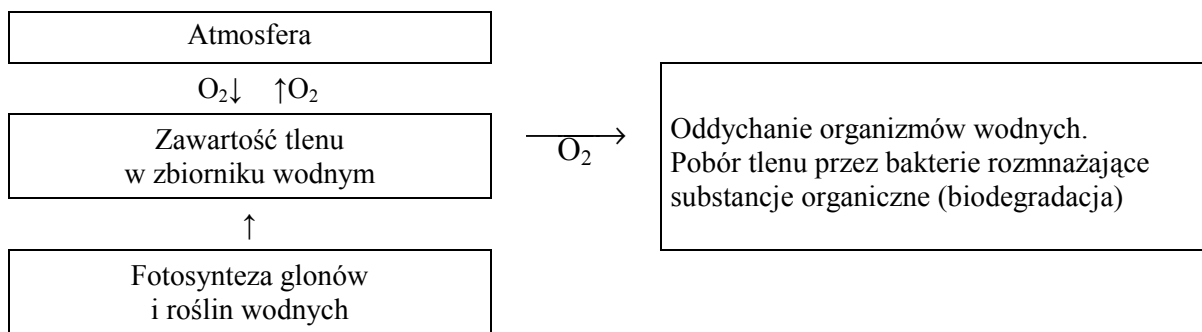 Atmosfera
O₂↓ ↑O₂
Zawartość tlenu
w zbiorniku wodnym
→
O₂
Oddychanie organizmów wodnych.
Pobór tlenu przez bakterie rozmnażające
substancje organiczne (biodegradacja)
↑
Fotosynteza glonów
i roślin wodnych